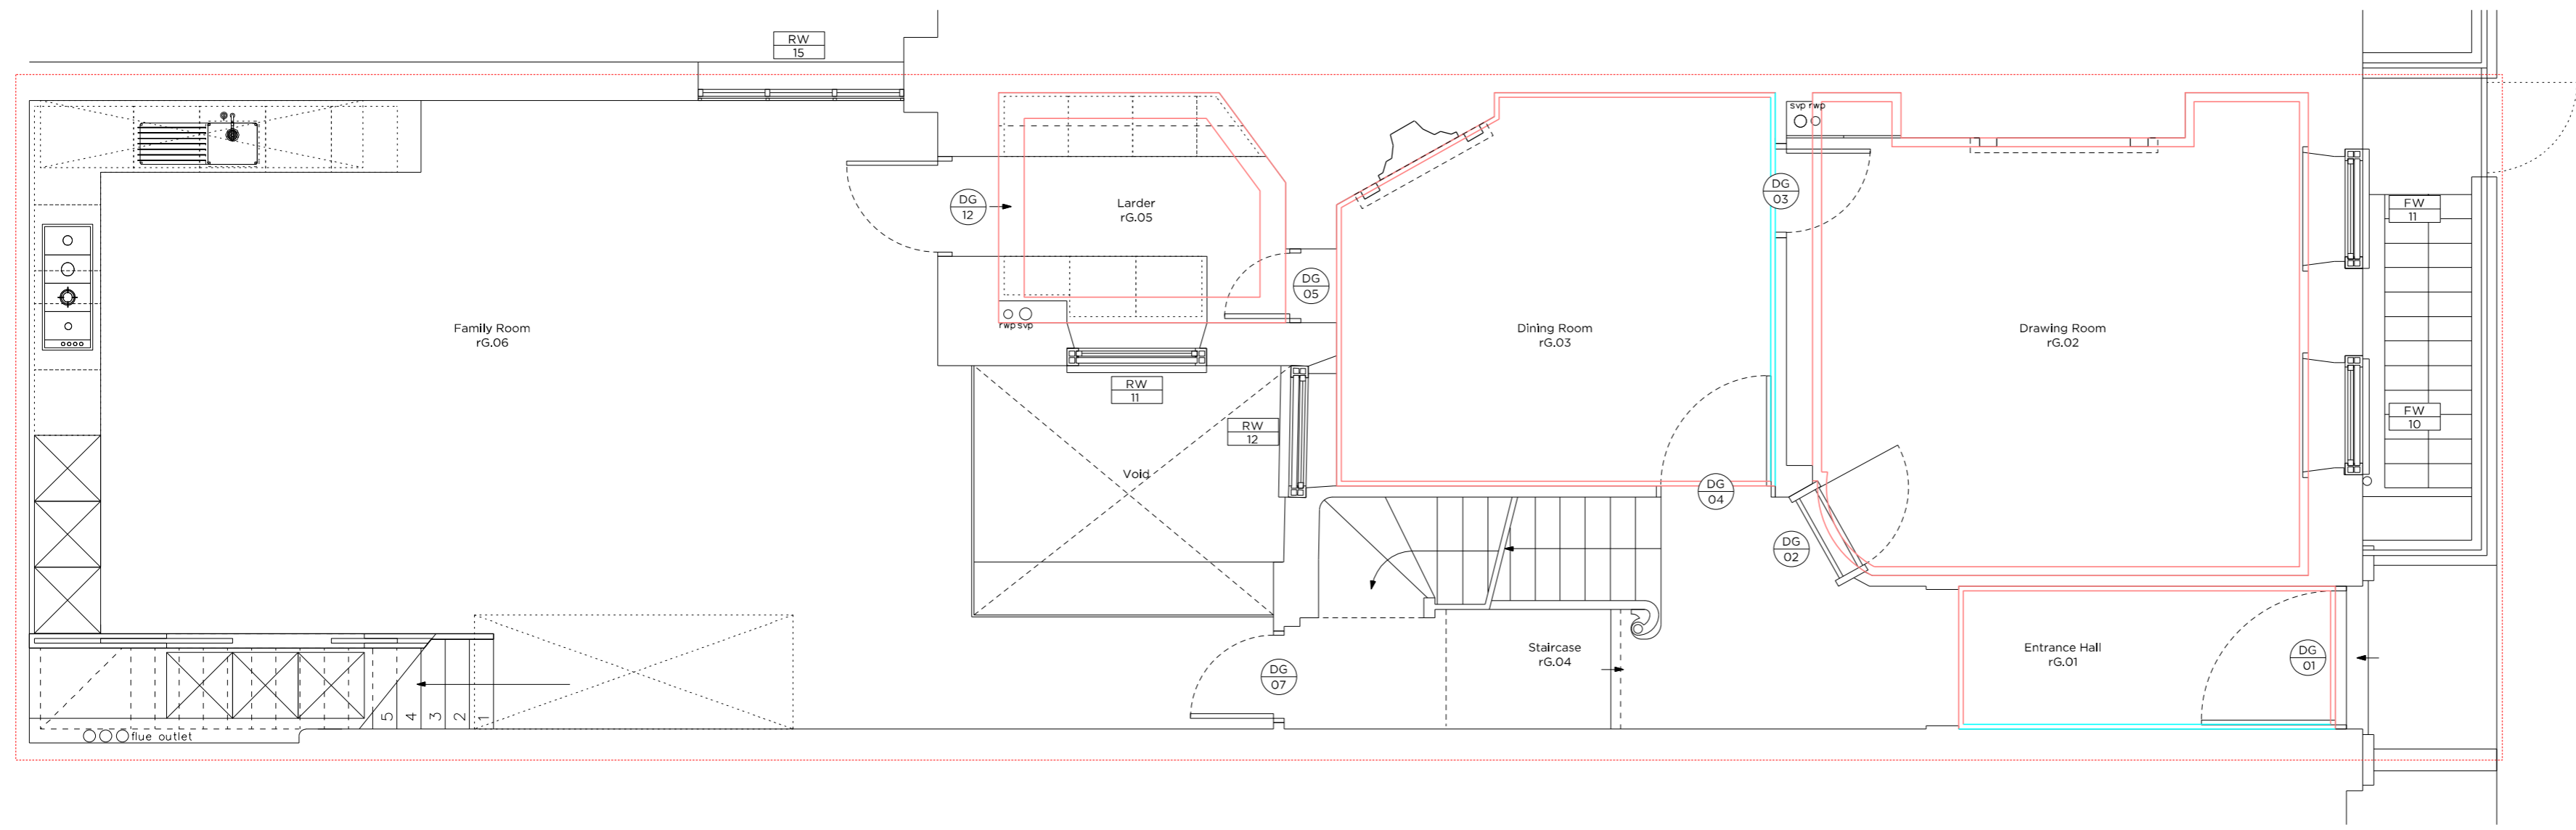 RW
15
svp rwp
DG
03
DG
12
Larder
rG.05
FW
11
DG
05
rwp svp
Family Room
rG.06
Dining Room
rG.03
Drawing Room
rG.02
RW
11
RW
12
FW
10
Void
DG
04
DG
02
Staircase
rG.04
Entrance Hall
rG.01
DG
01
DG
07
5
4
3
2
1
flue outlet